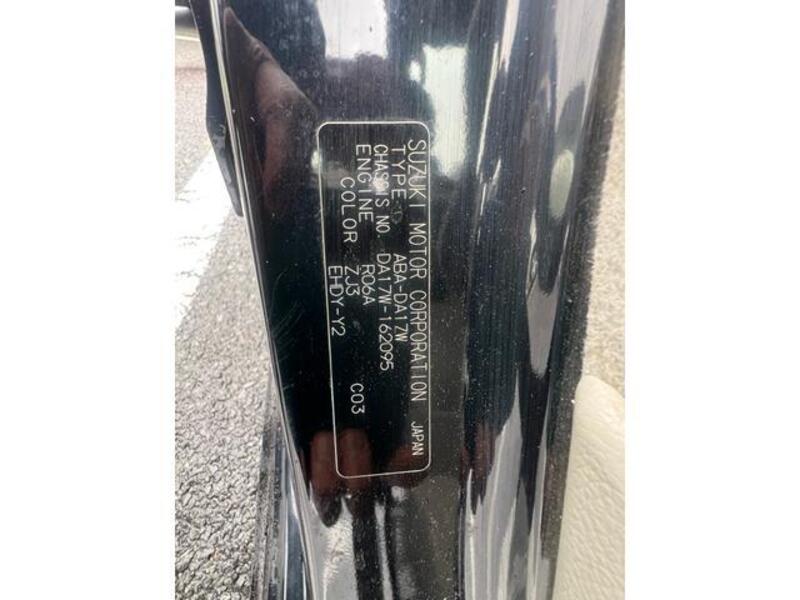 SUZUKI MOTOR CORPORATION JAPAN
TYPE ABA-DA17W
CHASSIS NO. DA17W-162095
ENGINE R06A
COLOR ZJ3 C03
EHDY-Y2